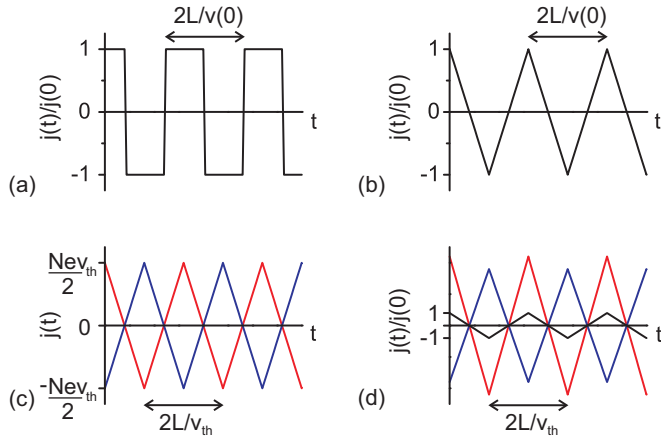 2L/v(0)
1
0
-1
j(t)/j(0)
t
(a)
2L/v(0)
1
0
-1
j(t)/j(0)
t
(b)
Nev_th
2
0
-Nev_th
2
j(t)
t
(c)
2L/v_th
1
-1
j(t)/j(0)
t
(d)
2L/v_th